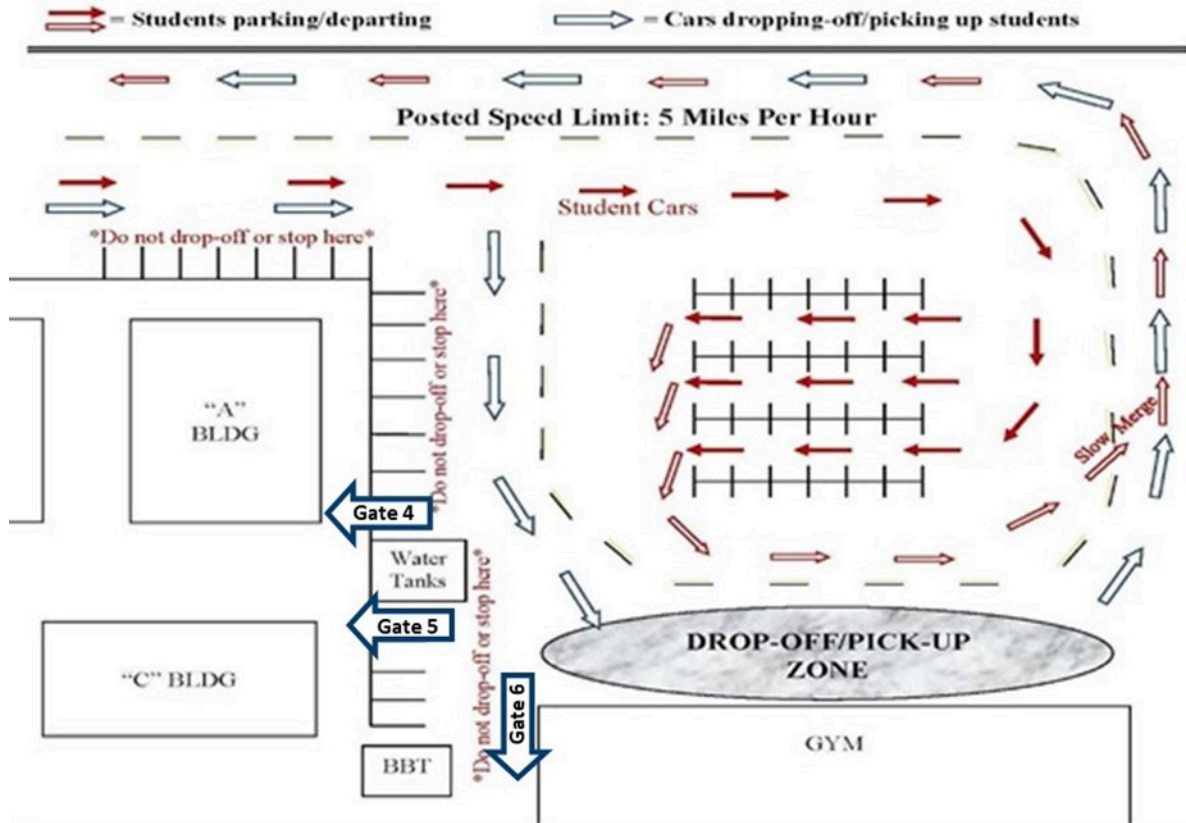 = Students parking/departing
= Cars dropping-off/picking up students
Posted Speed Limit: 5 Miles Per Hour
Student Cars
*Do not drop-off or stop here*
*Do not drop-off or stop here*
"A"
BLDG
Slow Merge
Gate 4
Water
Tanks
*Do not drop-off or stop here*
Gate 5
DROP-OFF/PICK-UP
ZONE
"C" BLDG
Gate 6
GYM
BBT